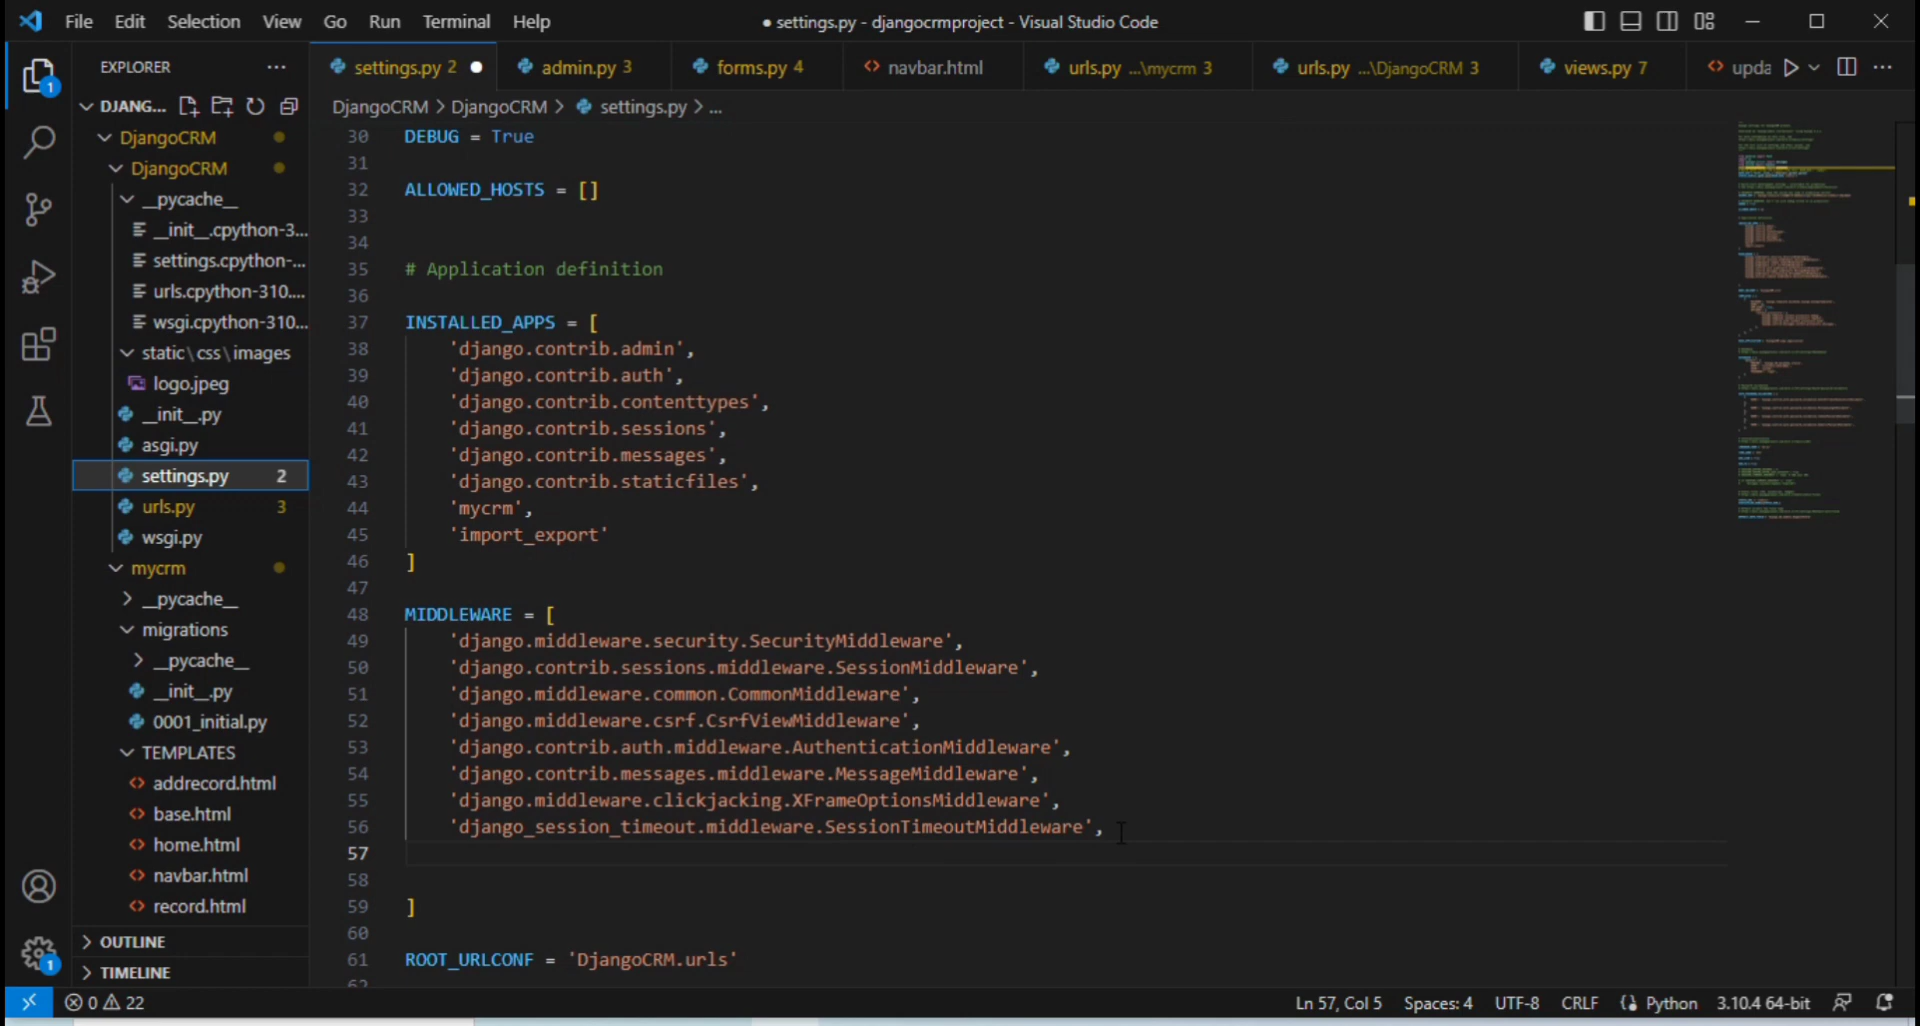 File Edit Selection View Go Run Terminal Help
● settings.py - djangocrmproject - Visual Studio Code
EXPLORER ...
settings.py 2 ● admin.py 3 forms.py 4 navbar.html urls.py ...\mycrm 3 urls.py ...\DjangoCRM 3 views.py 7 upda
DJANG...
DjangoCRM > DjangoCRM > settings.py > ...
DjangoCRM
DjangoCRM
__pycache__
__init__.cpython-3...
settings.cpython-...
urls.cpython-310....
wsgi.cpython-310...
static\css\images
logo.jpeg
__init__.py
asgi.py
settings.py 2
urls.py 3
wsgi.py
mycrm
__pycache__
migrations
__pycache__
__init__.py
0001_initial.py
TEMPLATES
addrecord.html
base.html
home.html
navbar.html
record.html
OUTLINE
TIMELINE
1
1
30 DEBUG = True
31
32 ALLOWED_HOSTS = []
33
34
35 # Application definition
36
37 INSTALLED_APPS = [
38 'django.contrib.admin',
39 'django.contrib.auth',
40 'django.contrib.contenttypes',
41 'django.contrib.sessions',
42 'django.contrib.messages',
43 'django.contrib.staticfiles',
44 'mycrm',
45 'import_export'
46 ]
47
48 MIDDLEWARE = [
49 'django.middleware.security.SecurityMiddleware',
50 'django.contrib.sessions.middleware.SessionMiddleware',
51 'django.middleware.common.CommonMiddleware',
52 'django.middleware.csrf.CsrfViewMiddleware',
53 'django.contrib.auth.middleware.AuthenticationMiddleware',
54 'django.contrib.messages.middleware.MessageMiddleware',
55 'django.middleware.clickjacking.XFrameOptionsMiddleware',
56 'django_session_timeout.middleware.SessionTimeoutMiddleware',
57
58
59 ]
60
61 ROOT_URLCONF = 'DjangoCRM.urls'
62
0 22 Ln 57, Col 5 Spaces: 4 UTF-8 CRLF Python 3.10.4 64-bit